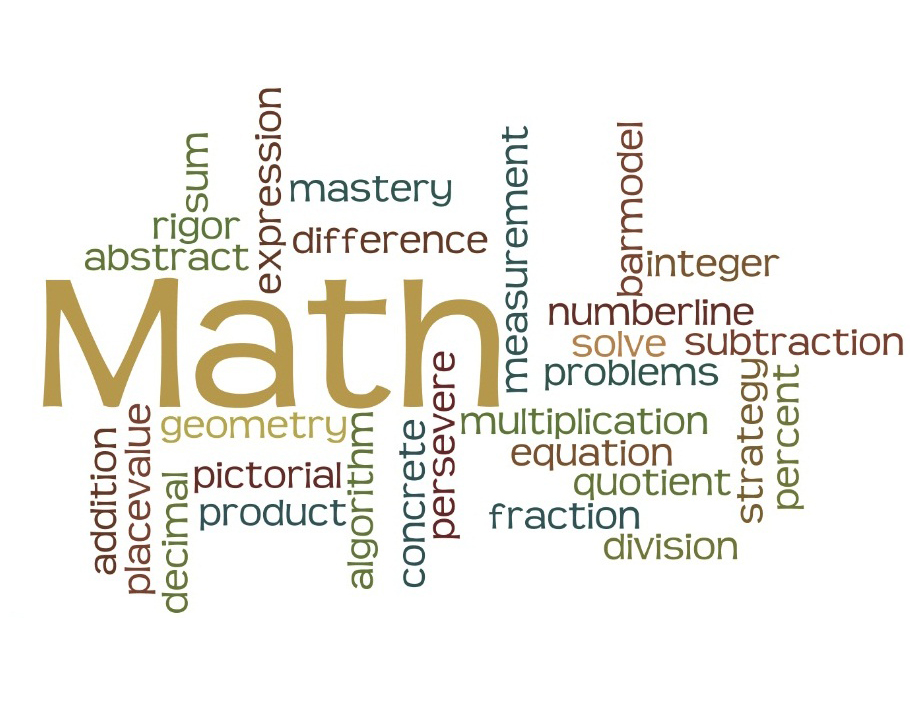 sum
expression
mastery
measurement
barmodel
rigor
difference
abstract
integer
Math
numberline
solve
subtraction
problems
persevere
strategy
percent
placevalue
geometry
algorithm
multiplication
addition
concrete
equation
pictorial
decimal
quotient
product
fraction
division